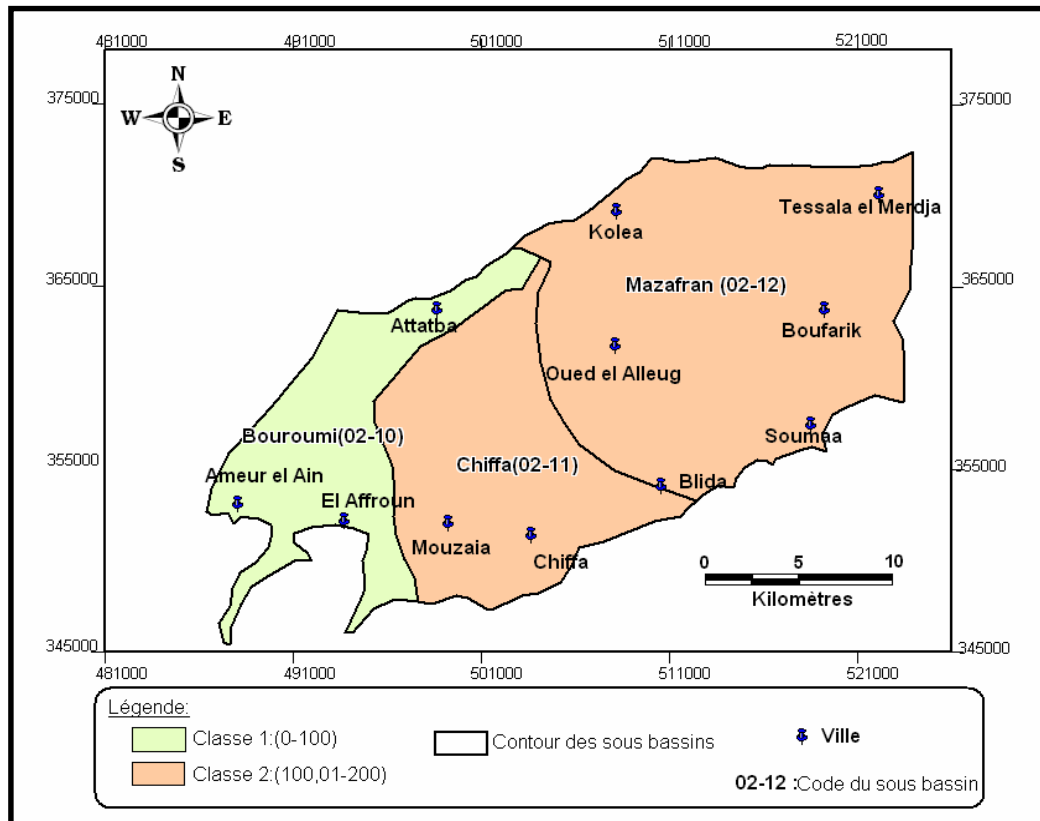 481000 491000 501000 511000 521000
N
W E
S
375000 375000
Tessala el Merdja
Kolea
365000 365000
Mazafran (02-12)
Attatba
Boufarik
Oued el Alleug
Bouroumi(02-10)
Soumaa
Chiffa(02-11)
355000 355000
Ameur el Ain
Blida
El Affroun
Mouzaia
Chiffa
0 5 10
Kilomètres
345000 345000
481000 491000 501000 511000 521000
Légende:
Classe 1:(0-100)
Contour des sous bassins
Ville
Classe 2:(100,01-200)
02-12 :Code du sous bassin